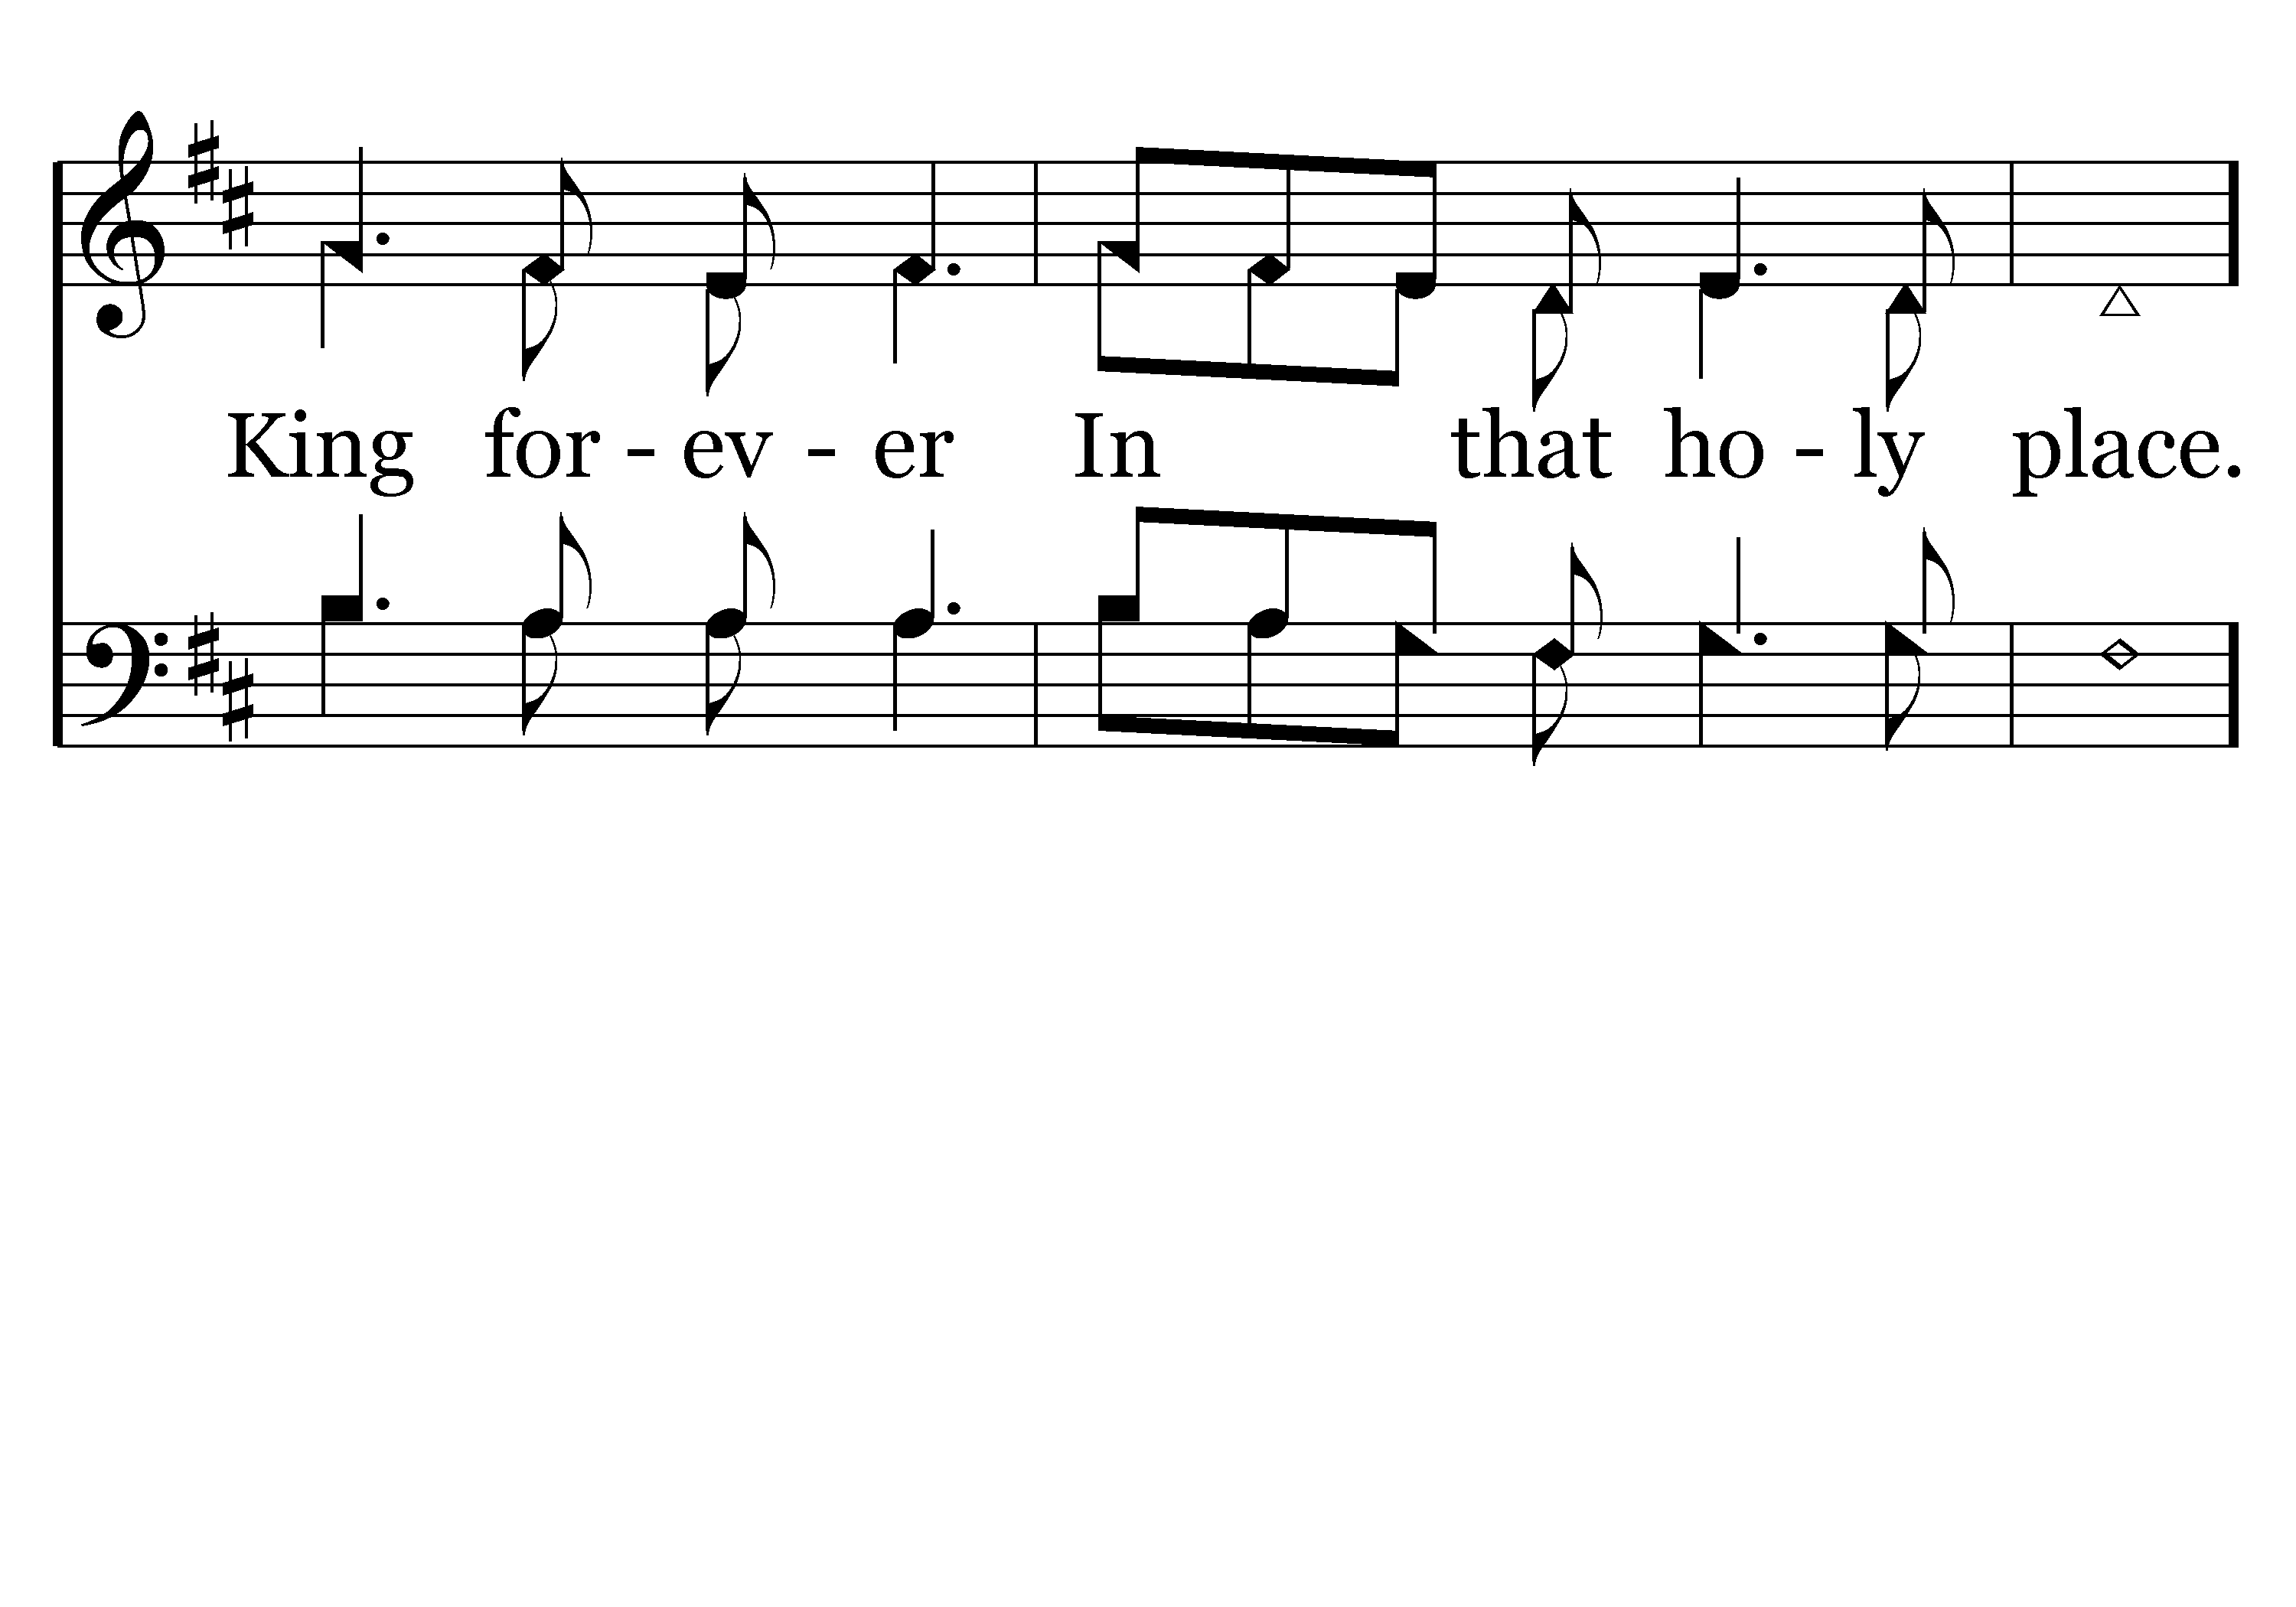 King for - ev - er In that ho - ly place.